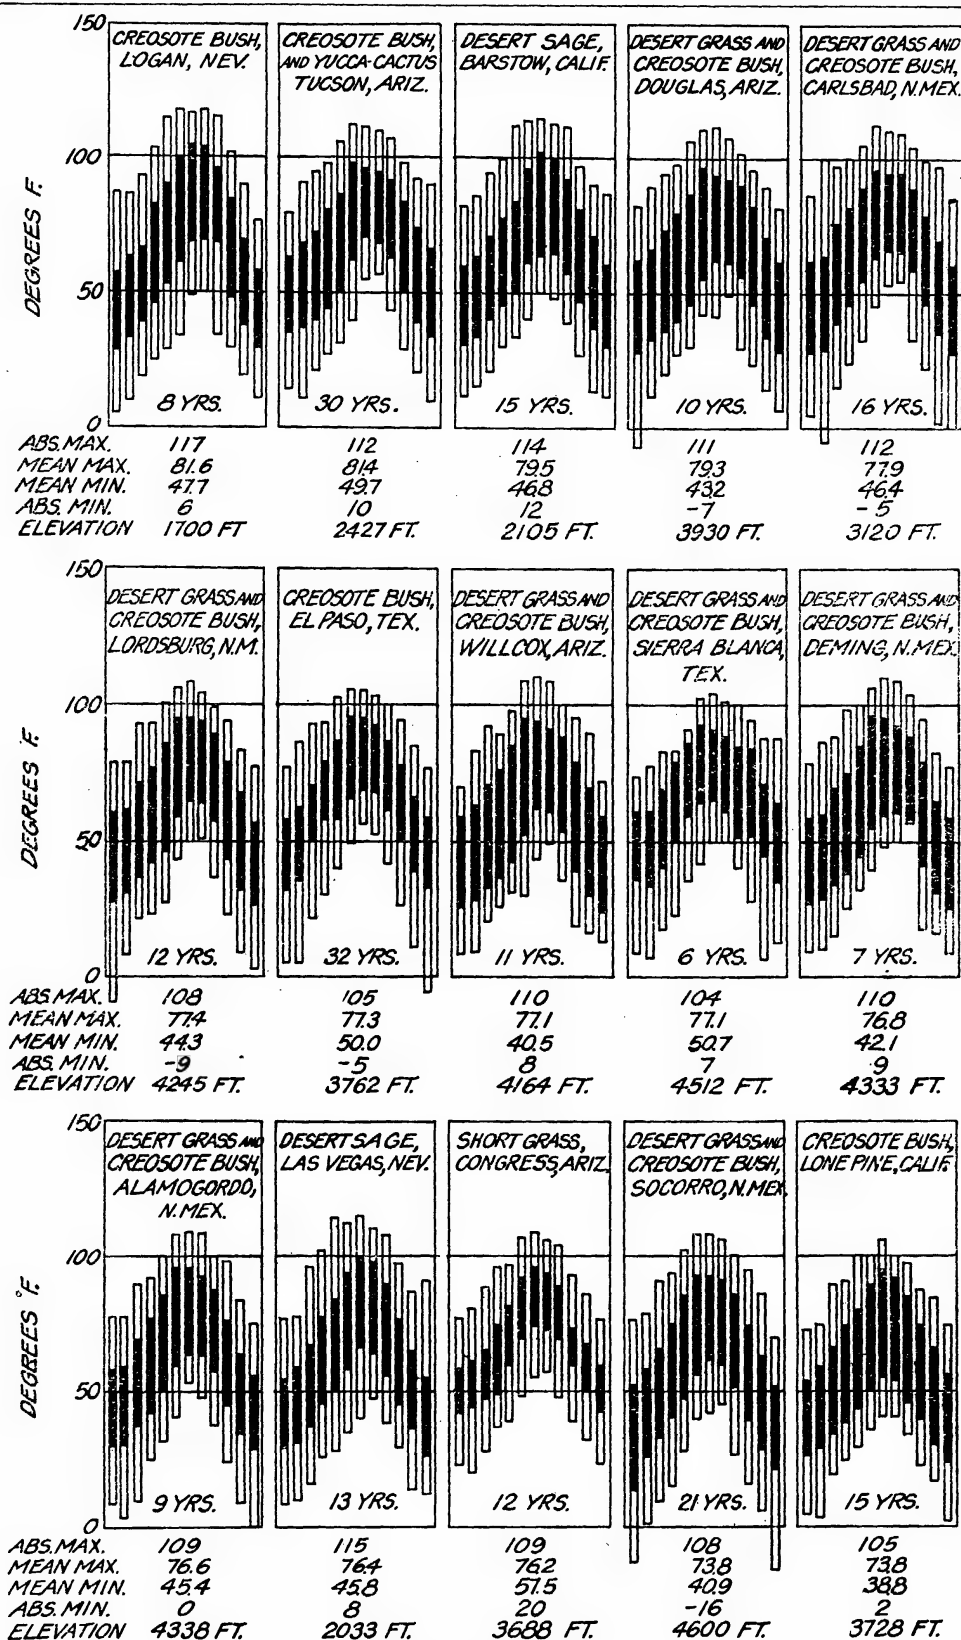 150
CREOSOTE BUSH,
LOGAN, NEV.
CREOSOTE BUSH,
AND YUCCA-CACTUS
TUCSON, ARIZ.
DESERT SAGE,
BARSTOW, CALIF.
DESERT GRASS AND
CREOSOTE BUSH,
DOUGLAS, ARIZ.
DESERT GRASS AND
CREOSOTE BUSH,
CARLSBAD, N.MEX.
100
DEGREES F.
50
0
8 YRS.
30 YRS.
15 YRS.
10 YRS.
16 YRS.
ABS. MAX. 117 112 114 111 112
MEAN MAX. 81.6 81.4 79.5 79.3 77.9
MEAN MIN. 47.7 49.7 46.8 43.2 46.4
ABS. MIN. 6 10 12 -7 -5
ELEVATION 1700 FT 2427 FT. 2105 FT. 3930 FT. 3120 FT.
150
DESERT GRASS AND
CREOSOTE BUSH,
LORDSBURG, N.M.
CREOSOTE BUSH,
EL PASO, TEX.
DESERT GRASS AND
CREOSOTE BUSH,
WILLCOX, ARIZ.
DESERT GRASS AND
CREOSOTE BUSH,
SIERRA BLANCA,
TEX.
DESERT GRASS AND
CREOSOTE BUSH,
DEMING, N.MEX.
100
DEGREES F.
50
0
12 YRS.
32 YRS.
11 YRS.
6 YRS.
7 YRS.
ABS. MAX. 108 105 110 104 110
MEAN MAX. 77.4 77.3 77.1 77.1 76.8
MEAN MIN. 44.3 50.0 40.5 50.7 42.1
ABS. MIN. -9 -5 8 7 9
ELEVATION 4245 FT. 3762 FT. 4164 FT. 4512 FT. 4333 FT.
150
DESERT GRASS AND
CREOSOTE BUSH,
ALAMOGORDO,
N.MEX.
DESERT SAGE,
LAS VEGAS, NEV.
SHORT GRASS,
CONGRESS, ARIZ.
DESERT GRASS AND
CREOSOTE BUSH,
SOCORRO, N.MEX.
CREOSOTE BUSH,
LONE PINE, CALIF.
100
DEGREES °F.
50
0
9 YRS.
13 YRS.
12 YRS.
21 YRS.
15 YRS.
ABS. MAX. 109 115 109 108 105
MEAN MAX. 76.6 76.4 76.2 73.8 73.8
MEAN MIN. 45.4 45.8 57.5 40.9 38.8
ABS. MIN. 0 8 20 -16 2
ELEVATION 4338 FT. 2033 FT. 3688 FT. 4600 FT. 3728 FT.